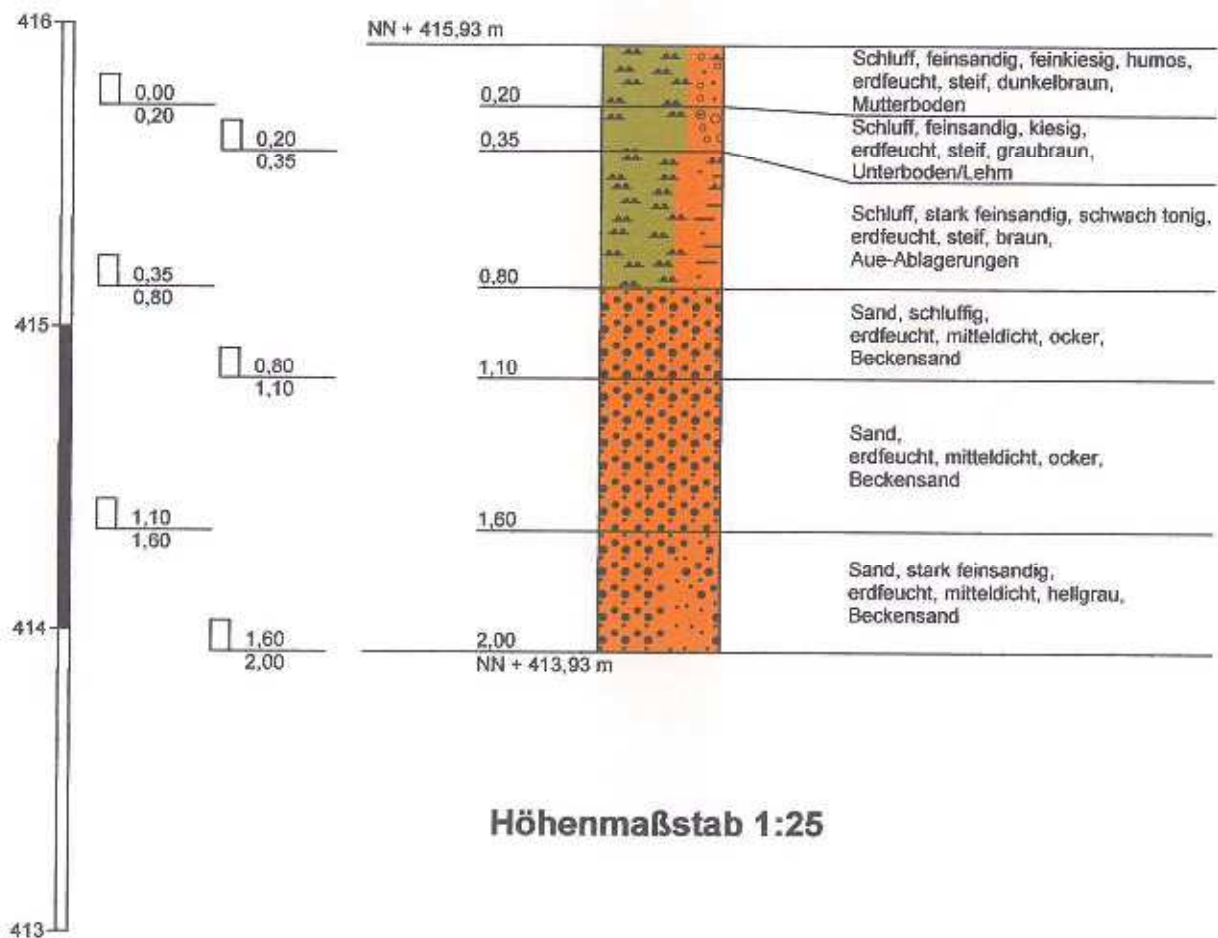 416
NN + 415,93 m
Schluff, feinsandig, feinkiesig, humos,
erdfeucht, steif, dunkelbraun,
Mutterboden
0,00
0,20
0,20
0,20
0,35
0,35
Schluff, feinsandig, kiesig,
erdfeucht, steif, graubraun,
Unterboden/Lehm
Schluff, stark feinsandig, schwach tonig,
erdfeucht, steif, braun,
Aue-Ablagerungen
0,35
0,80
0,80
415
Sand, schluffig,
erdfeucht, mitteldicht, ocker,
Beckensand
0,80
1,10
1,10
Sand,
erdfeucht, mitteldicht, ocker,
Beckensand
1,10
1,60
1,60
Sand, stark feinsandig,
erdfeucht, mitteldicht, hellgrau,
Beckensand
414
1,60
2,00
2,00
NN + 413,93 m
Höhenmaßstab 1:25
413